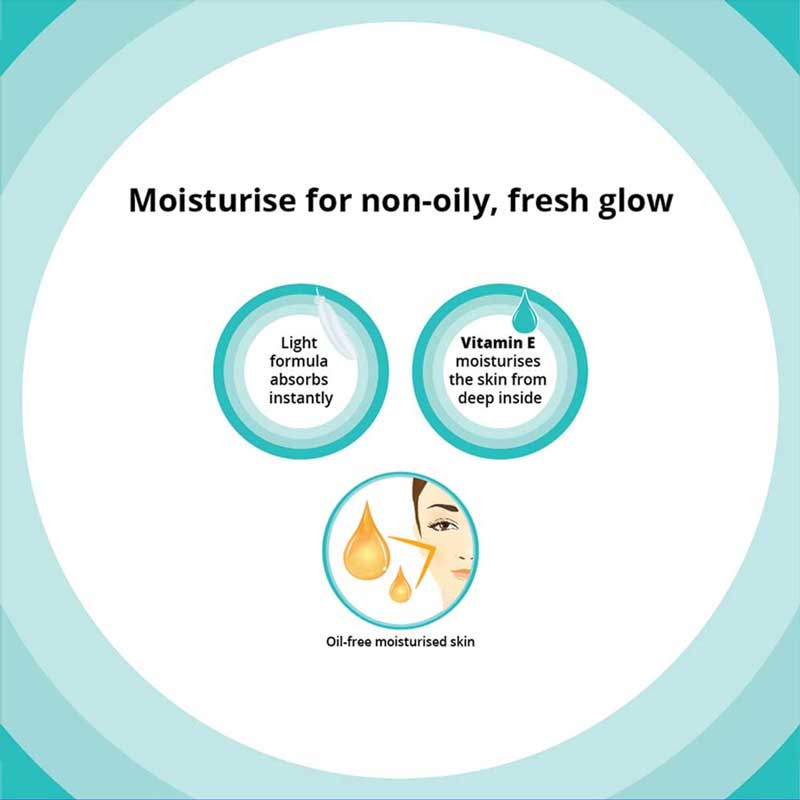 Moisturise for non-oily, fresh glow
Light
formula
absorbs
instantly
Vitamin E
moisturises
the skin from
deep inside
Oil-free moisturised skin